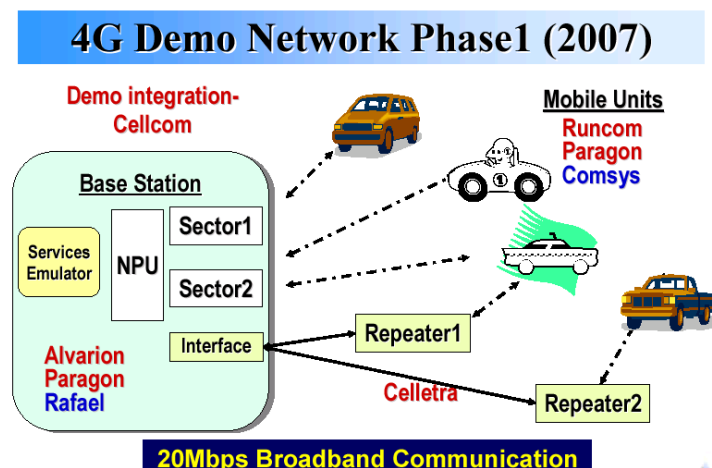 4G Demo Network Phase1 (2007)
Demo integration-
Cellcom
Mobile Units
Runcom
Paragon
Comsys
1
Base Station
Services
Emulator
NPU
Sector1
Sector2
Interface
Alvarion
Paragon
Rafael
Repeater1
Celletra
Repeater2
20Mbps Broadband Communication